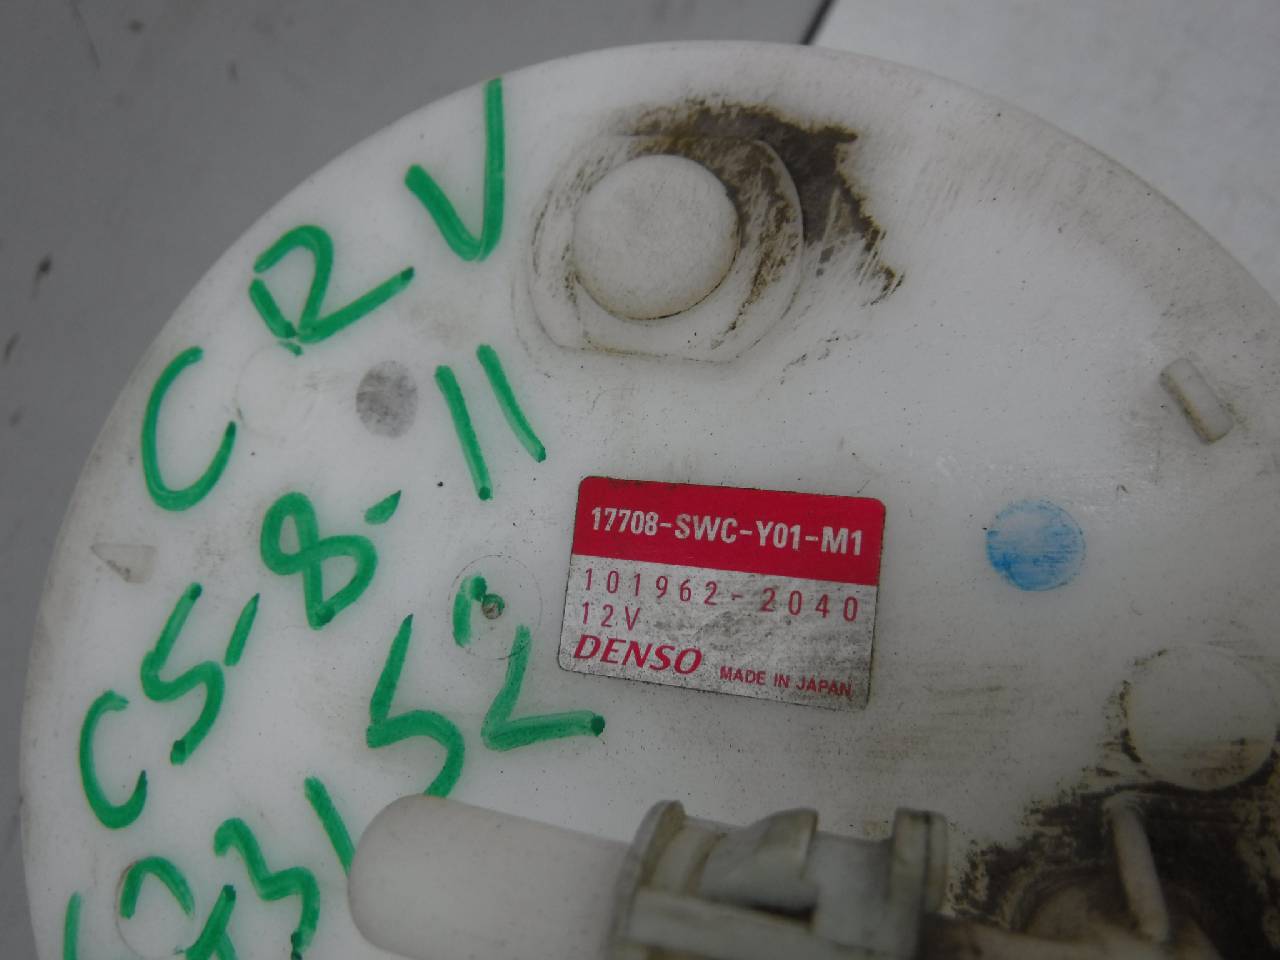 CRV
CS-8-11
17708-SWC-Y01-M1
101962-2040
12V
DENSO
MADE IN JAPAN